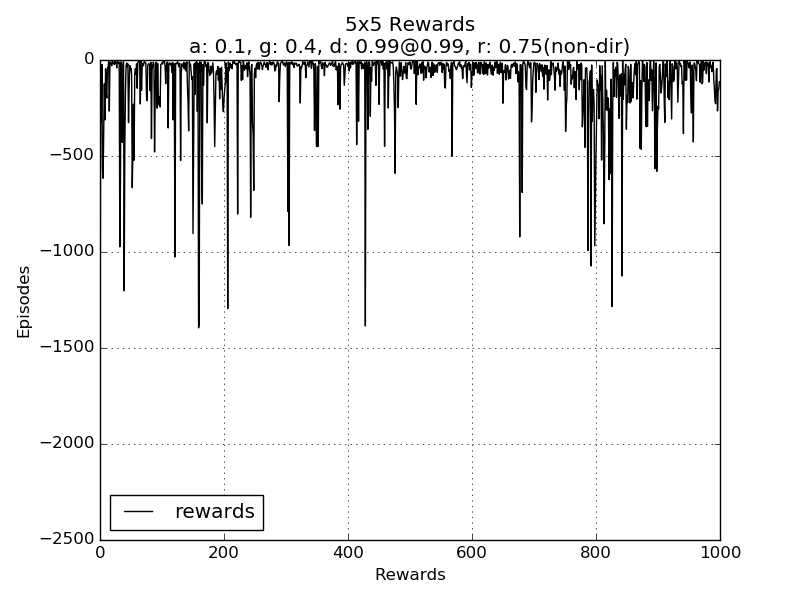 5x5 Rewards
a: 0.1, g: 0.4, d: 0.99@0.99, r: 0.75(non-dir)
0
−500
−1000
−1500
−2000
−2500
Episodes
rewards
0 200 400 600 800 1000
Rewards